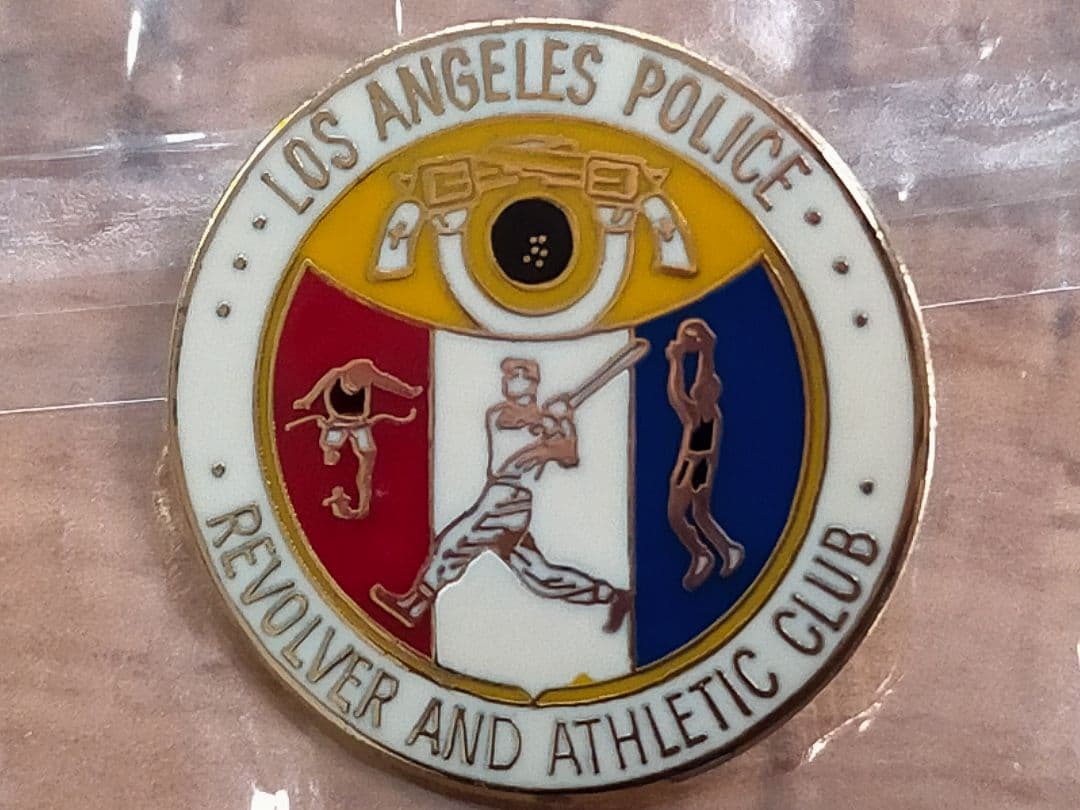 LOS ANGELES POLICE
REVOLVER AND ATHLETIC CLUB